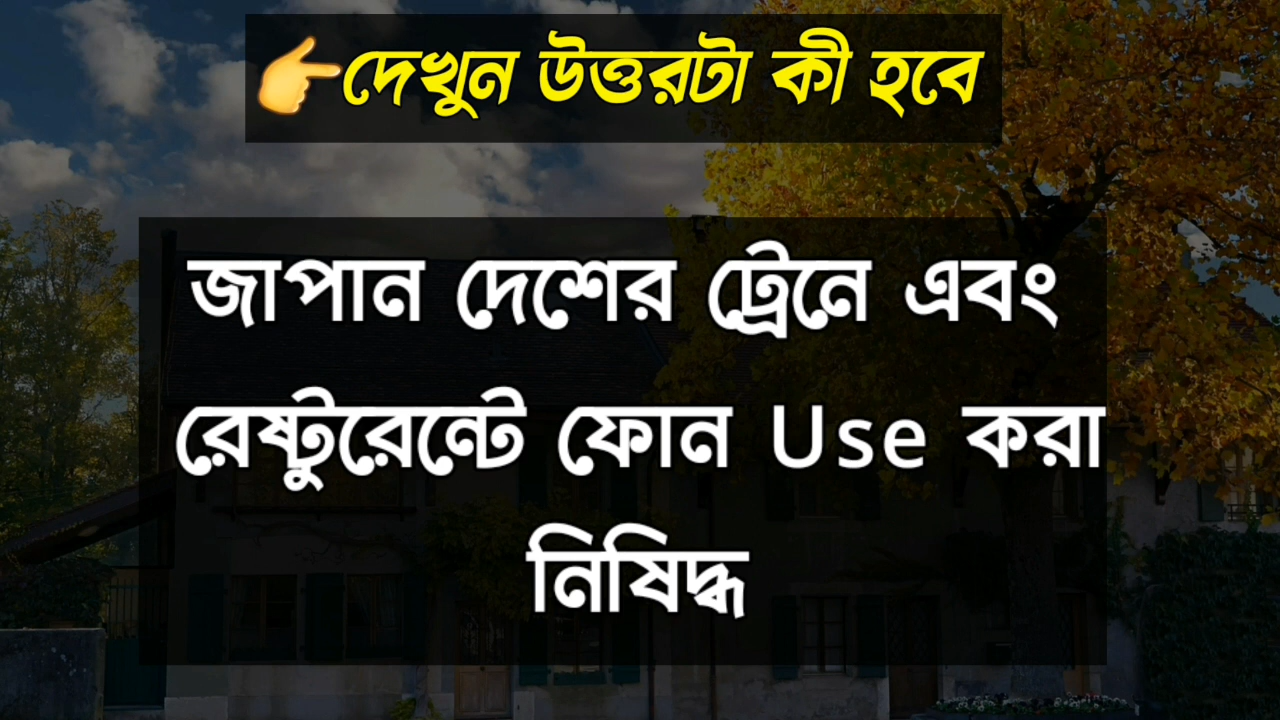 👉দেখুন উত্তরটা কী হবে
জাপান দেশের ট্রেনে এবং
রেষ্টুরেন্টে ফোন Use করা
নিষিদ্ধ